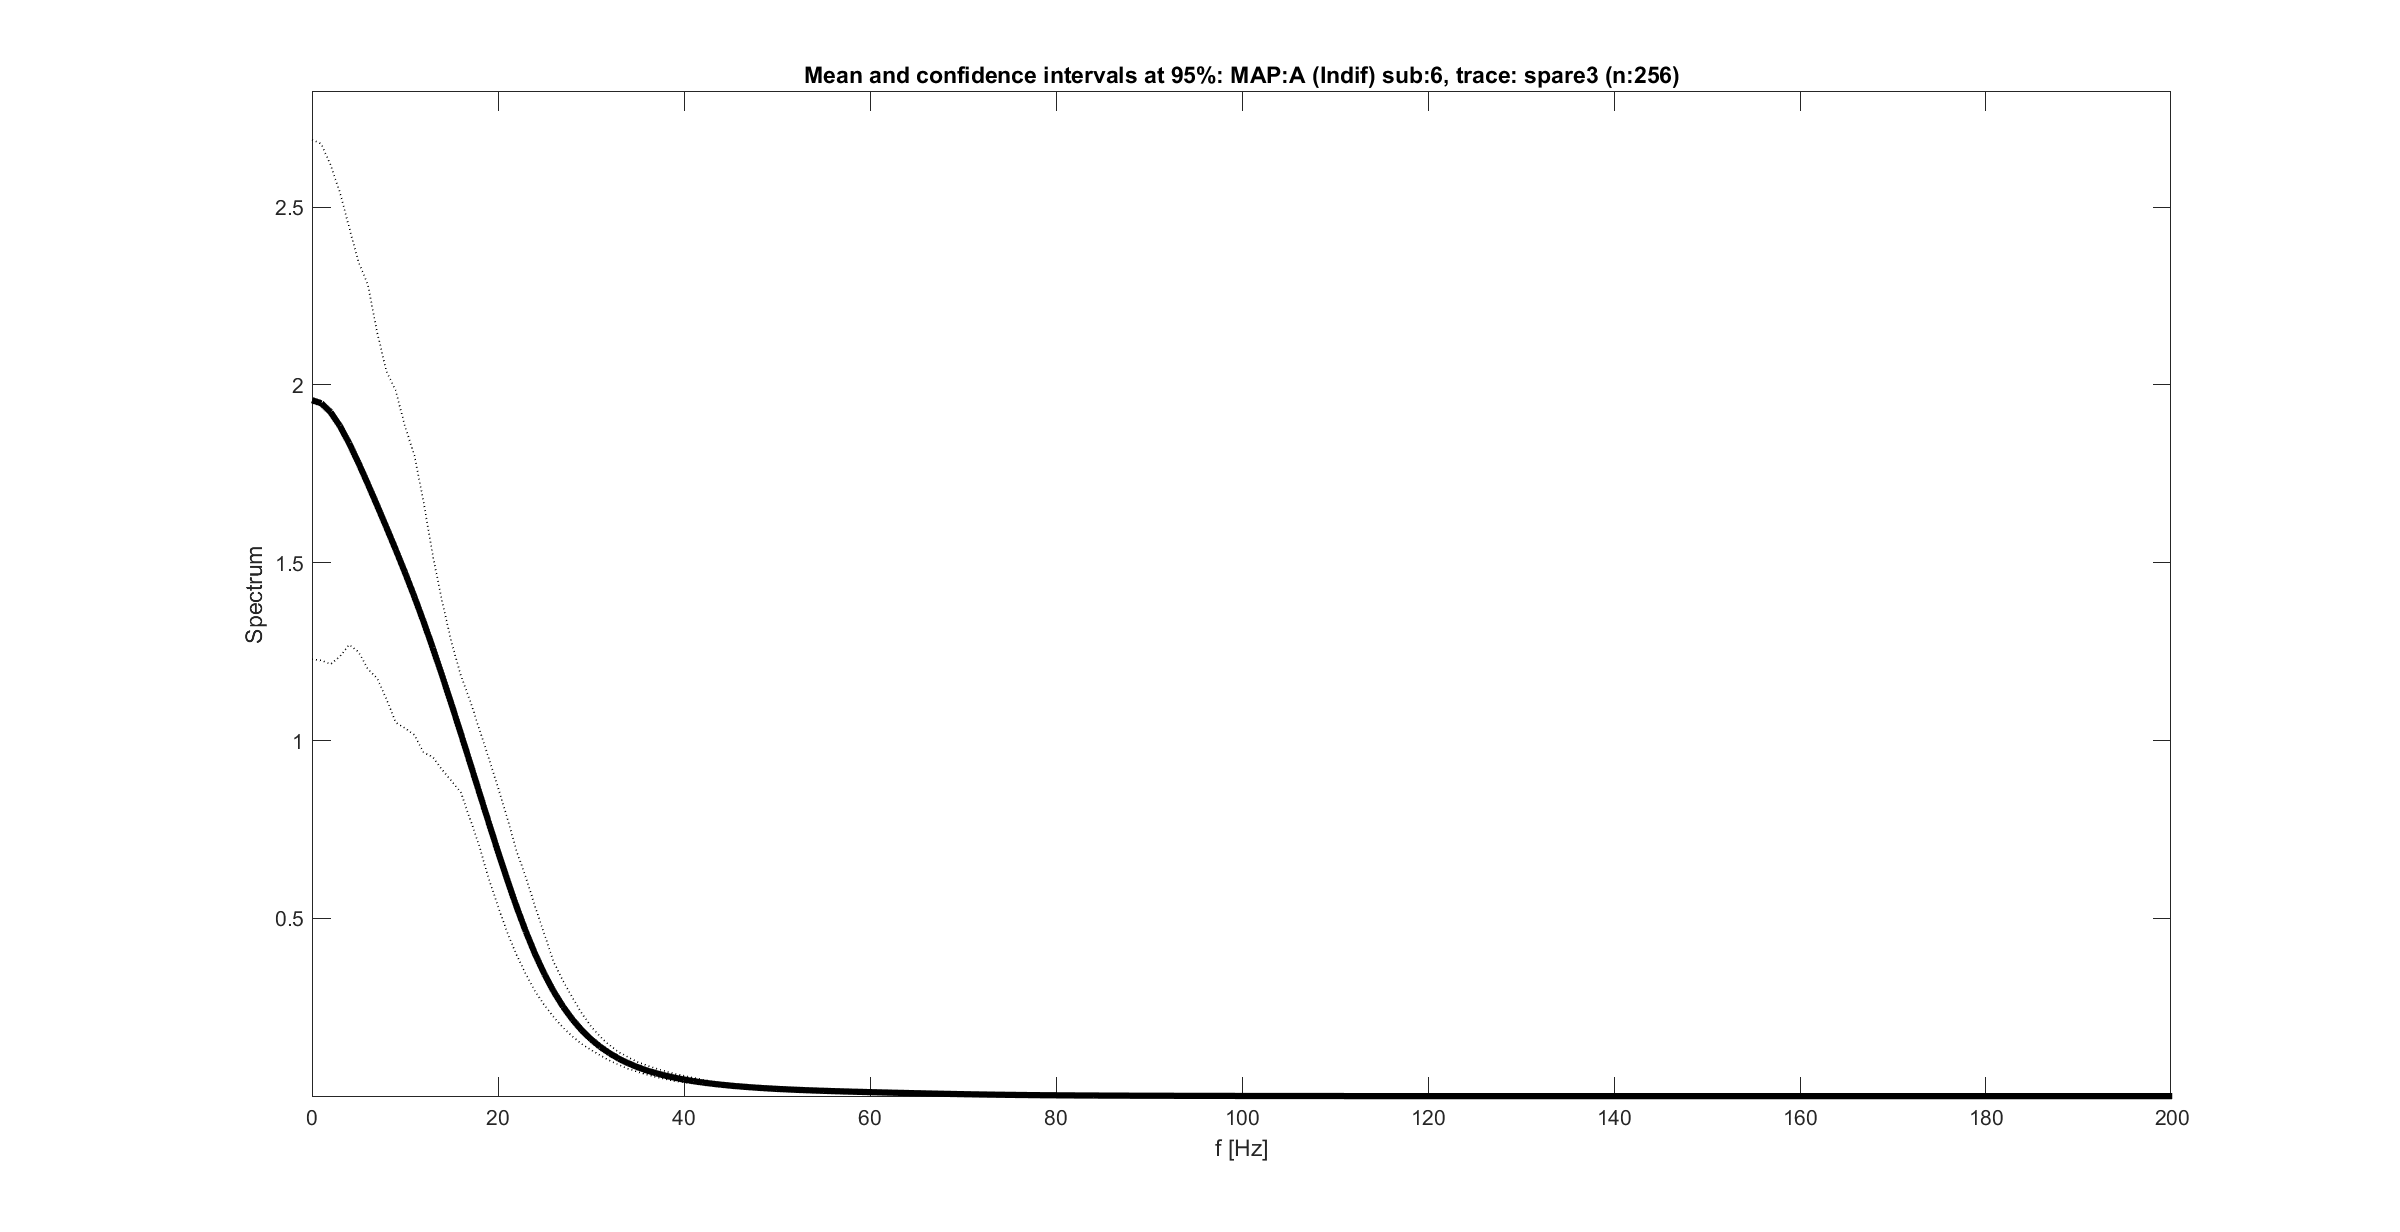 Mean and confidence intervals at 95%: MAP:A (Indif) sub:6, trace: spare3 (n:256)
2.5
2
1.5
1
0.5
Spectrum
0 20 40 60 80 100 120 140 160 180 200
f [Hz]